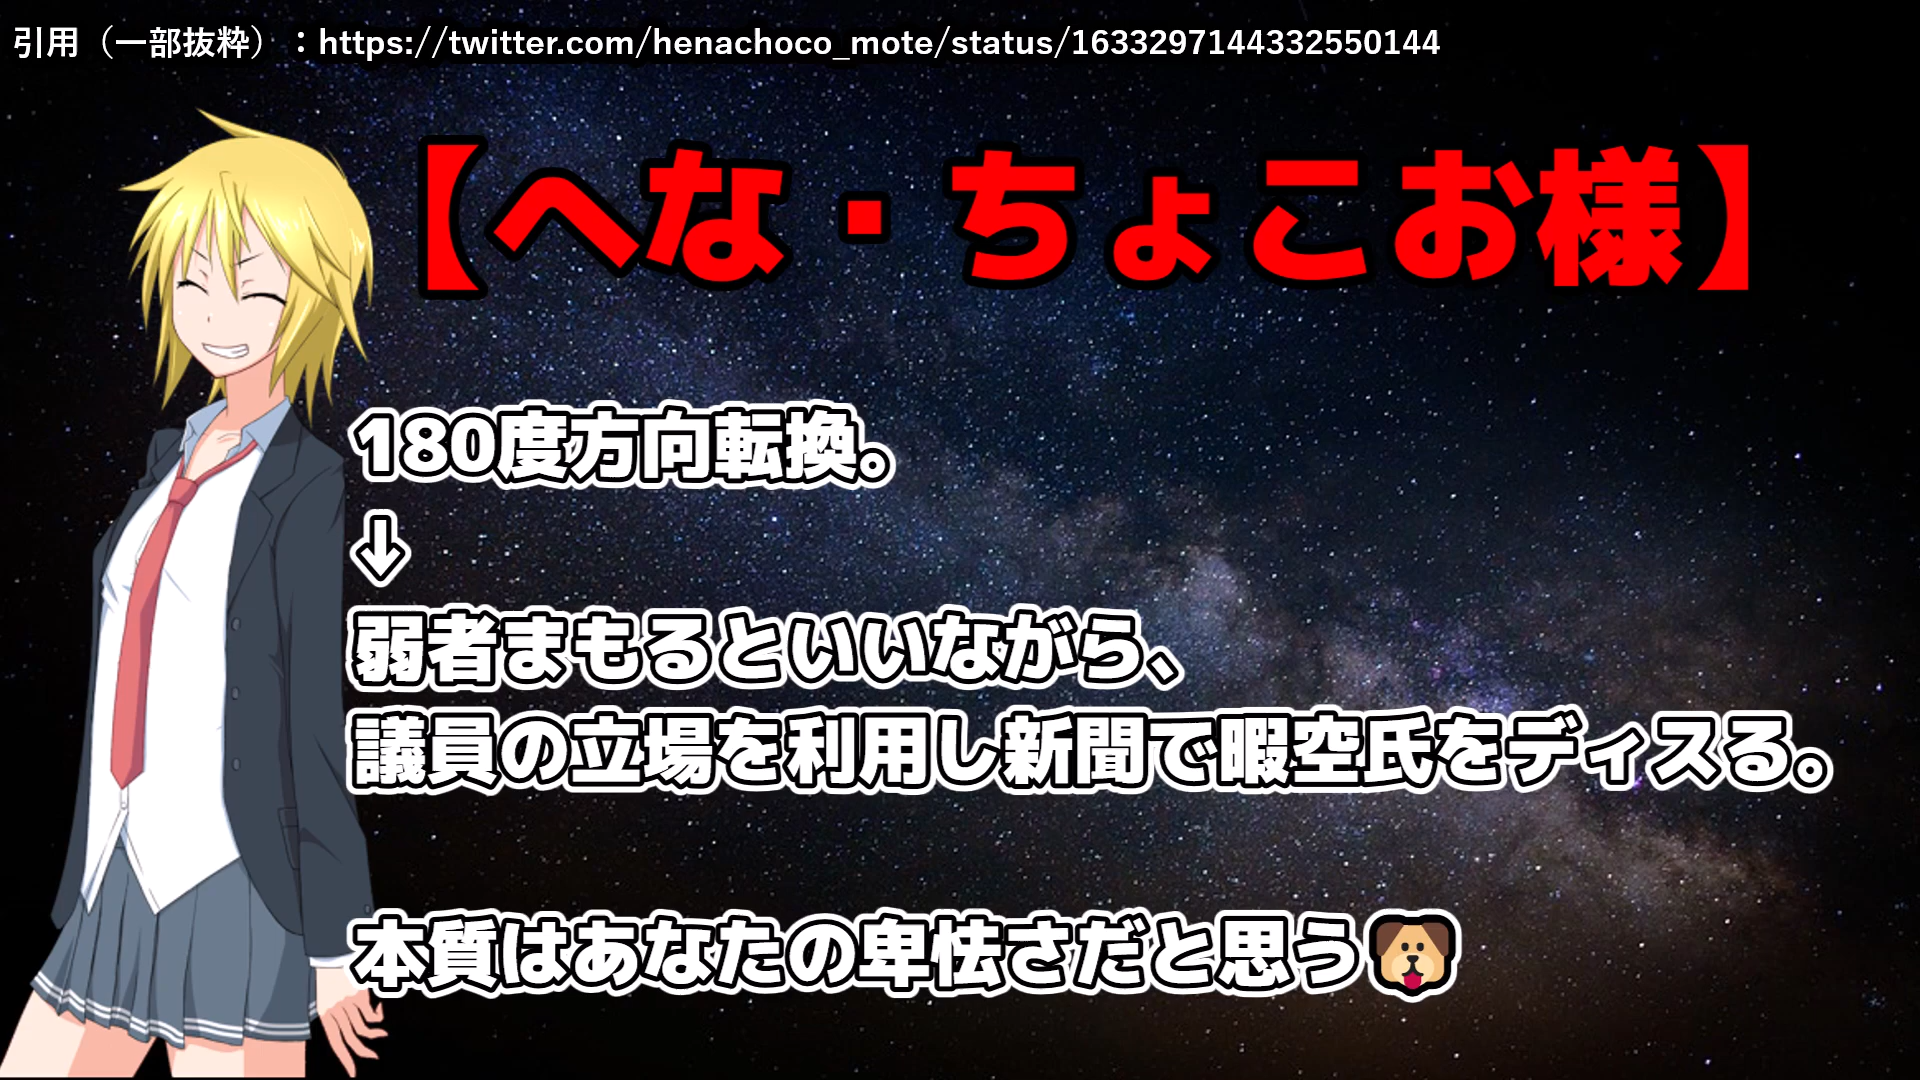 引用（一部抜粋）：https://twitter.com/henachoco_mote/status/1633297144332550144
【へな・ちょこお様】
180度方向転換。
↓
弱者まもるといいながら、
議員の立場を利用し新聞で暇空氏をディスる。
本質はあなたの卑怯さだと思う🐶